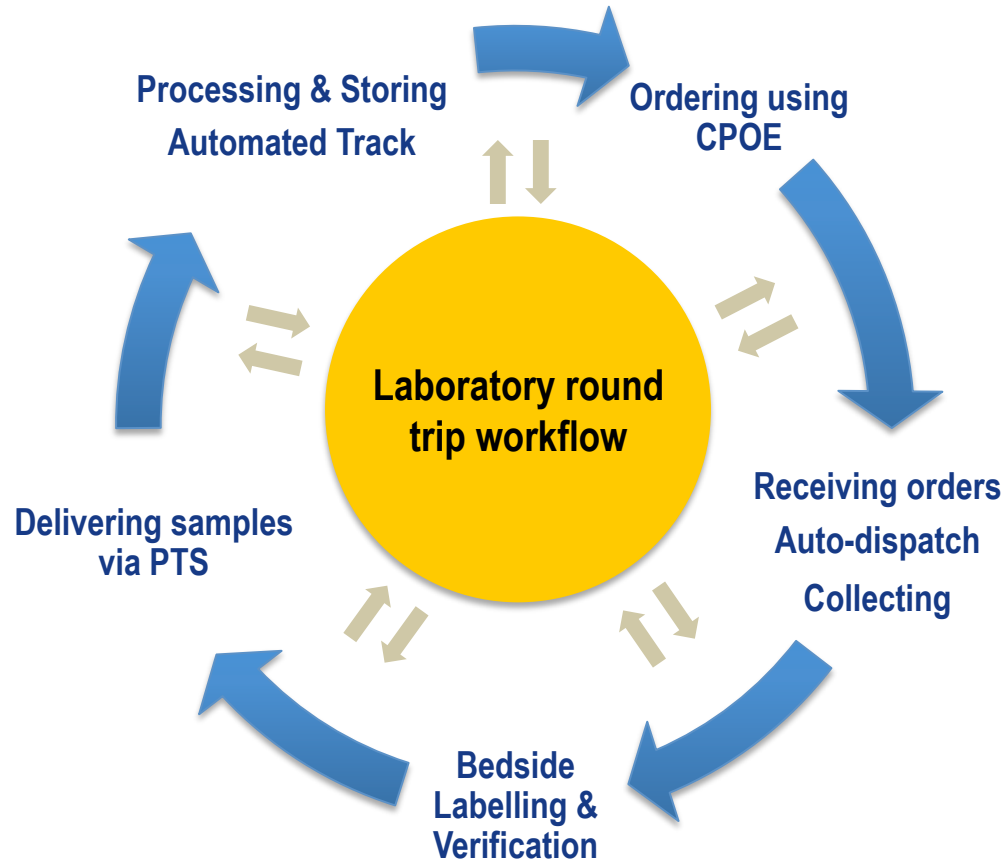 Processing & Storing
Automated Track
Ordering using
CPOE
Laboratory round
trip workflow
Receiving orders
Auto-dispatch
Collecting
Delivering samples
via PTS
Bedside
Labelling &
Verification